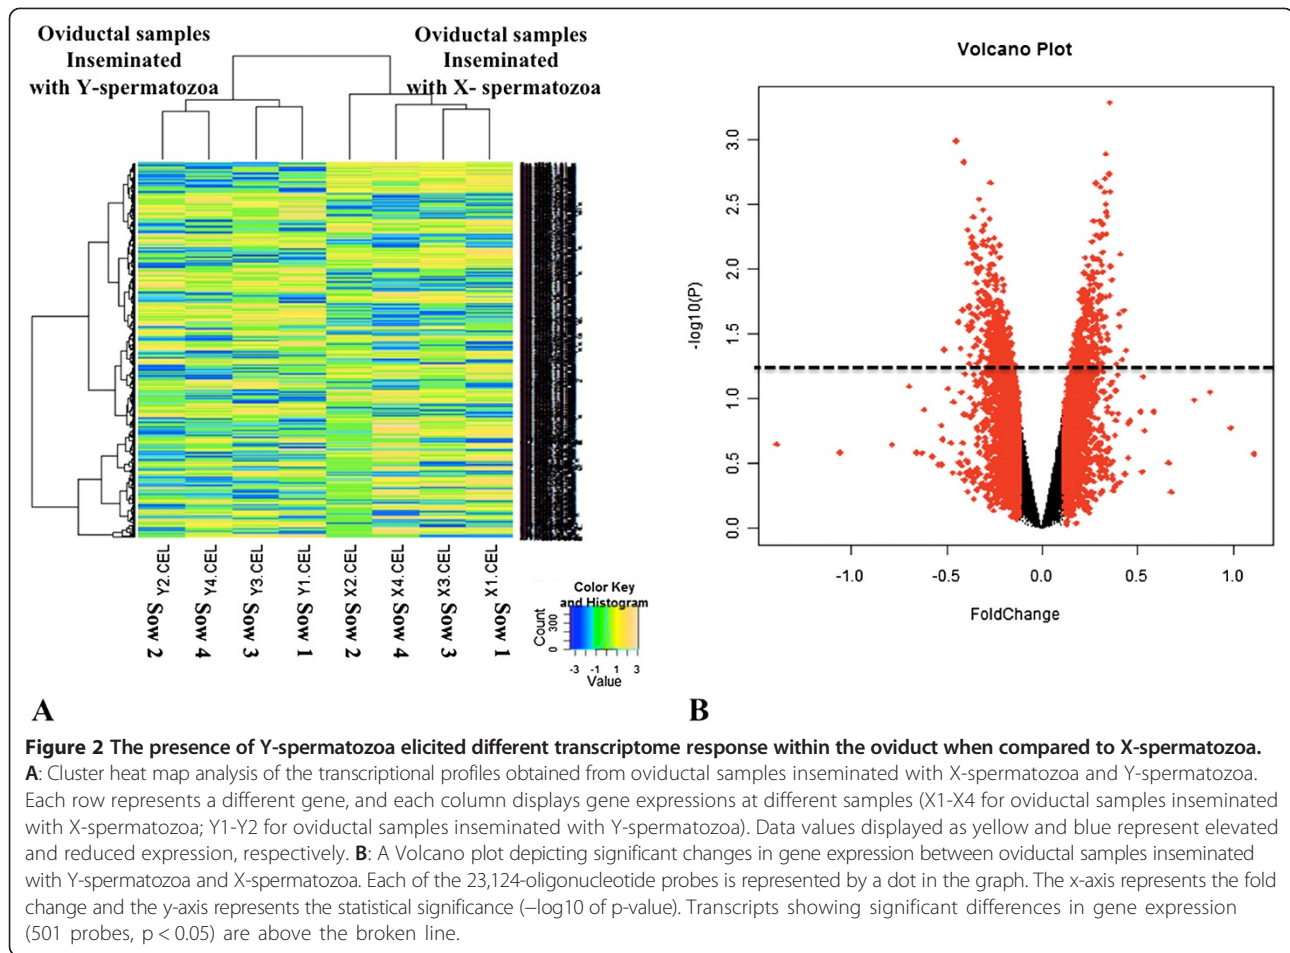 Oviductal samples
Inseminated
with Y-spermatozoa
Oviductal samples
Inseminated
with X- spermatozoa
Sow 2 Y2.CEL
Sow 4 Y4.CEL
Sow 3 Y3.CEL
Sow 1 Y1.CEL
Sow 2 X2.CEL
Sow 4 X4.CEL
Sow 3 X3.CEL
Sow 1 X1.CEL
Color Key
and Histogram
Count
0 300
-3 -1 1 3
Value
A
Volcano Plot
-log10(P)
3.0
2.5
2.0
1.5
1.0
0.5
0.0
-1.0 -0.5 0.0 0.5 1.0
FoldChange
B
Figure 2 The presence of Y-spermatozoa elicited different transcriptome response within the oviduct when compared to X-spermatozoa.
A: Cluster heat map analysis of the transcriptional profiles obtained from oviductal samples inseminated with X-spermatozoa and Y-spermatozoa.
Each row represents a different gene, and each column displays gene expressions at different samples (X1-X4 for oviductal samples inseminated
with X-spermatozoa; Y1-Y2 for oviductal samples inseminated with Y-spermatozoa). Data values displayed as yellow and blue represent elevated
and reduced expression, respectively. B: A Volcano plot depicting significant changes in gene expression between oviductal samples inseminated
with Y-spermatozoa and X-spermatozoa. Each of the 23,124-oligonucleotide probes is represented by a dot in the graph. The x-axis represents the fold
change and the y-axis represents the statistical significance (−log10 of p-value). Transcripts showing significant differences in gene expression
(501 probes, p < 0.05) are above the broken line.